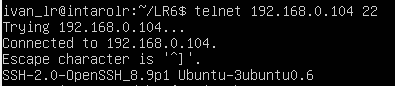 ivan_lr@intarolr:~/LR6$ telnet 192.168.0.104 22
Trying 192.168.0.104...
Connected to 192.168.0.104.
Escape character is '^]'.
SSH-2.0-OpenSSH_8.9p1 Ubuntu-3ubuntu0.6